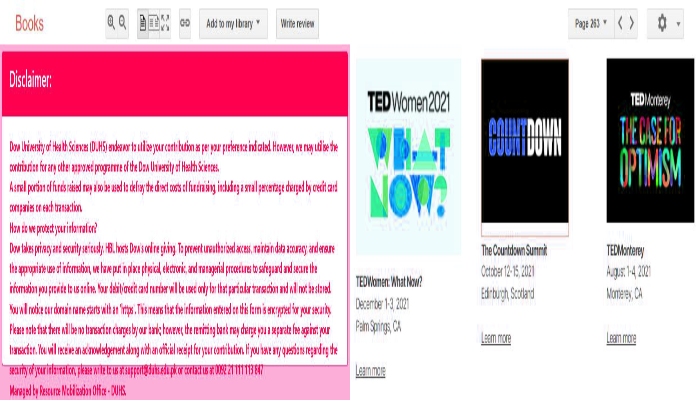 Books
Add to my library
Write review
Page 263
Disclaimer:
Dow University of Health Sciences (DUHS) endeavor to utilize your contribution as per your preference indicated. However, we may utilise the
contribution for any other approved programme of the Dow University of Health Sciences.
A small portion of funds raised may also be used to defray the direct costs of fundraising, including a small percentage charged by credit card
companies on each transaction.
How do we protect your information?
Dow takes privacy and security seriously. HBL hosts Dow's online giving. To prevent unauthorized access, maintain data accuracy, and ensure
the appropriate use of information, we have put in place physical, electronic, and managerial procedures to safeguard and secure the
information you provide to us online. Your debit/credit card number will be used only for that particular transaction and will not be stored.
You will notice our domain name starts with an "https". This means that the information entered on this form is encrypted for your security.
Please note that there will be no transaction charges by our bank; however, the remitting bank may charge you a separate fee against your
transaction. You will receive an acknowledgement along with an official receipt for your contribution. If you have any questions regarding the
security of your information, please write to us at support@duhs.edu.pk or contact us at 0092 21 111 113 847
Managed by Resource Mobilization Office - DUHS.
TEDWomen2021
WHAT
NOW?
TEDWomen: What Now?
December 1-3, 2021
Palm Springs, CA
Learn more
COUNTDOWN
The Countdown Summit
October 12-15, 2021
Edinburgh, Scotland
Learn more
TEDMonterey
THE CASE FOR
OPTIMISM
TEDMonterey
August 1-4, 2021
Monterey, CA
Learn more